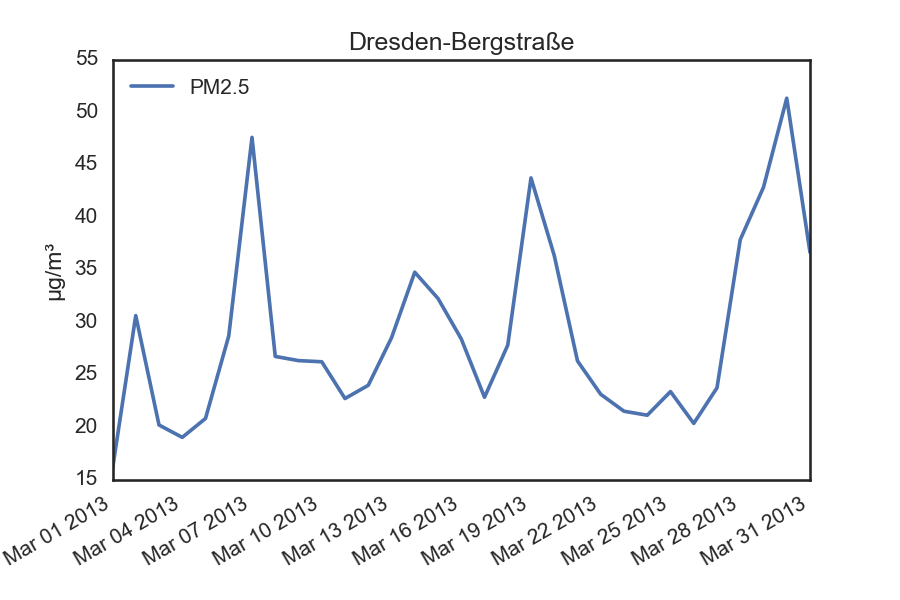 Dresden-Bergstraße
PM2.5
55
50
45
40
35
30
25
20
15
µg/m³
Mar 01 2013
Mar 04 2013
Mar 07 2013
Mar 10 2013
Mar 13 2013
Mar 16 2013
Mar 19 2013
Mar 22 2013
Mar 25 2013
Mar 28 2013
Mar 31 2013